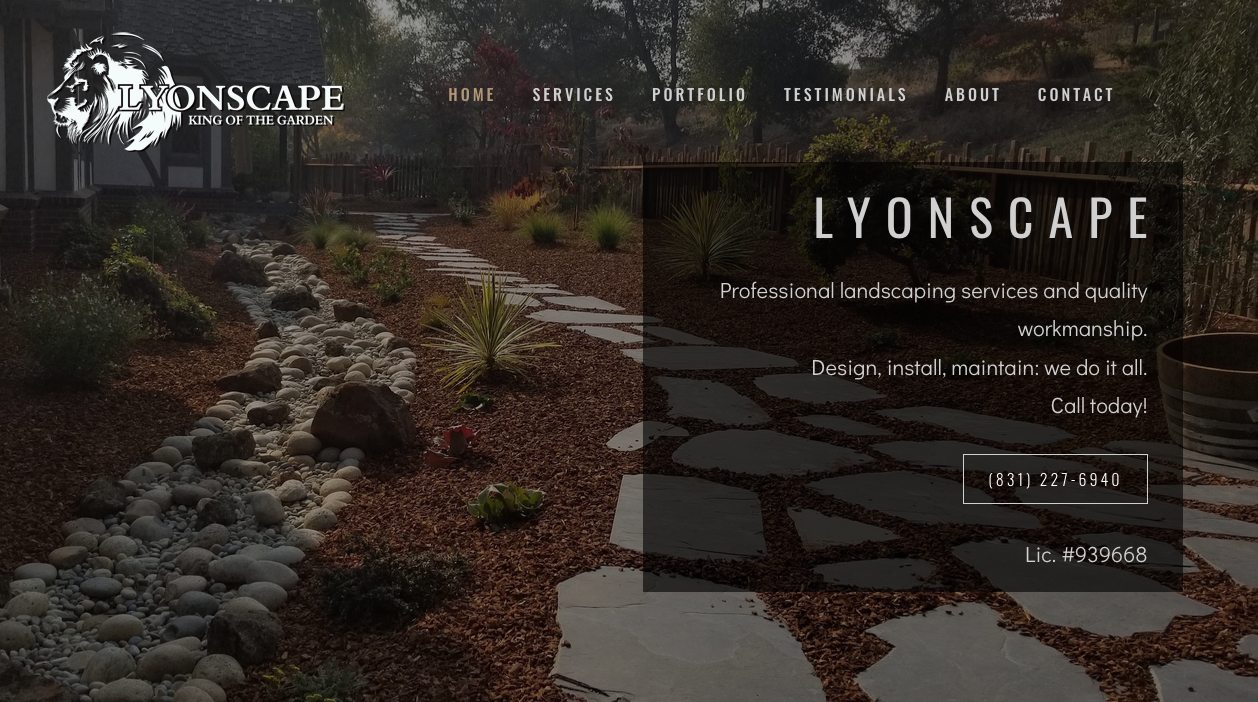 LYONSCAPE
KING OF THE GARDEN
HOME SERVICES PORTFOLIO TESTIMONIALS ABOUT CONTACT
LYONSCAPE
Professional landscaping services and quality
workmanship.
Design, install, maintain: we do it all.
Call today!
(831) 227-6940
Lic. #939668